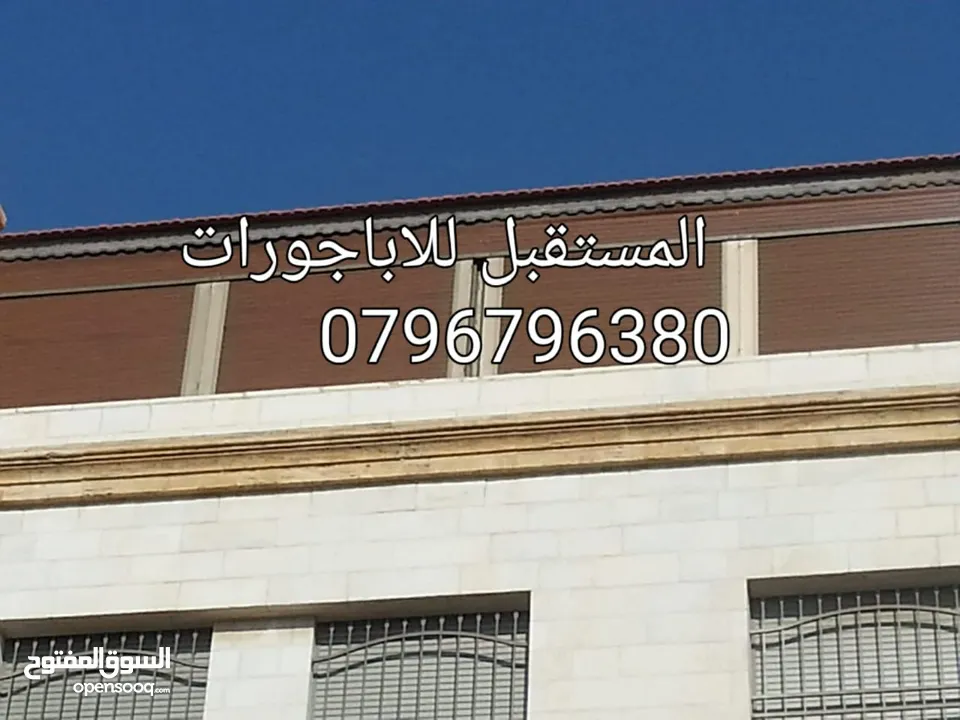 المستقبل للاباجورات
0796796380
السوق المفتوح
opensooq.com